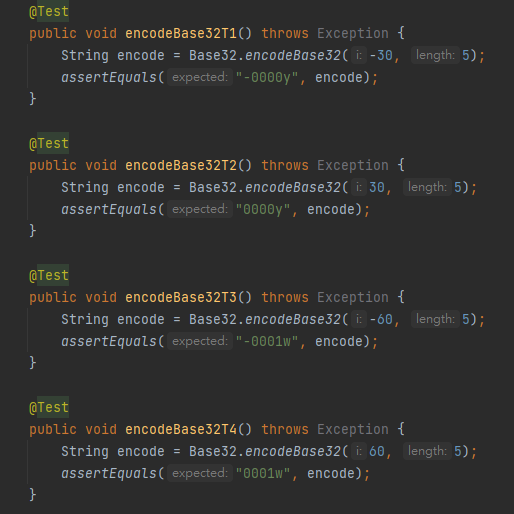 @Test
public void encodeBase32T1() throws Exception {
String encode = Base32.encodeBase32( i: -30, length: 5);
assertEquals( expected: "-0000y", encode);
}
@Test
public void encodeBase32T2() throws Exception {
String encode = Base32.encodeBase32( i: 30, length: 5);
assertEquals( expected: "0000y", encode);
}
@Test
public void encodeBase32T3() throws Exception {
String encode = Base32.encodeBase32( i: -60, length: 5);
assertEquals( expected: "-0001w", encode);
}
@Test
public void encodeBase32T4() throws Exception {
String encode = Base32.encodeBase32( i: 60, length: 5);
assertEquals( expected: "0001w", encode);
}